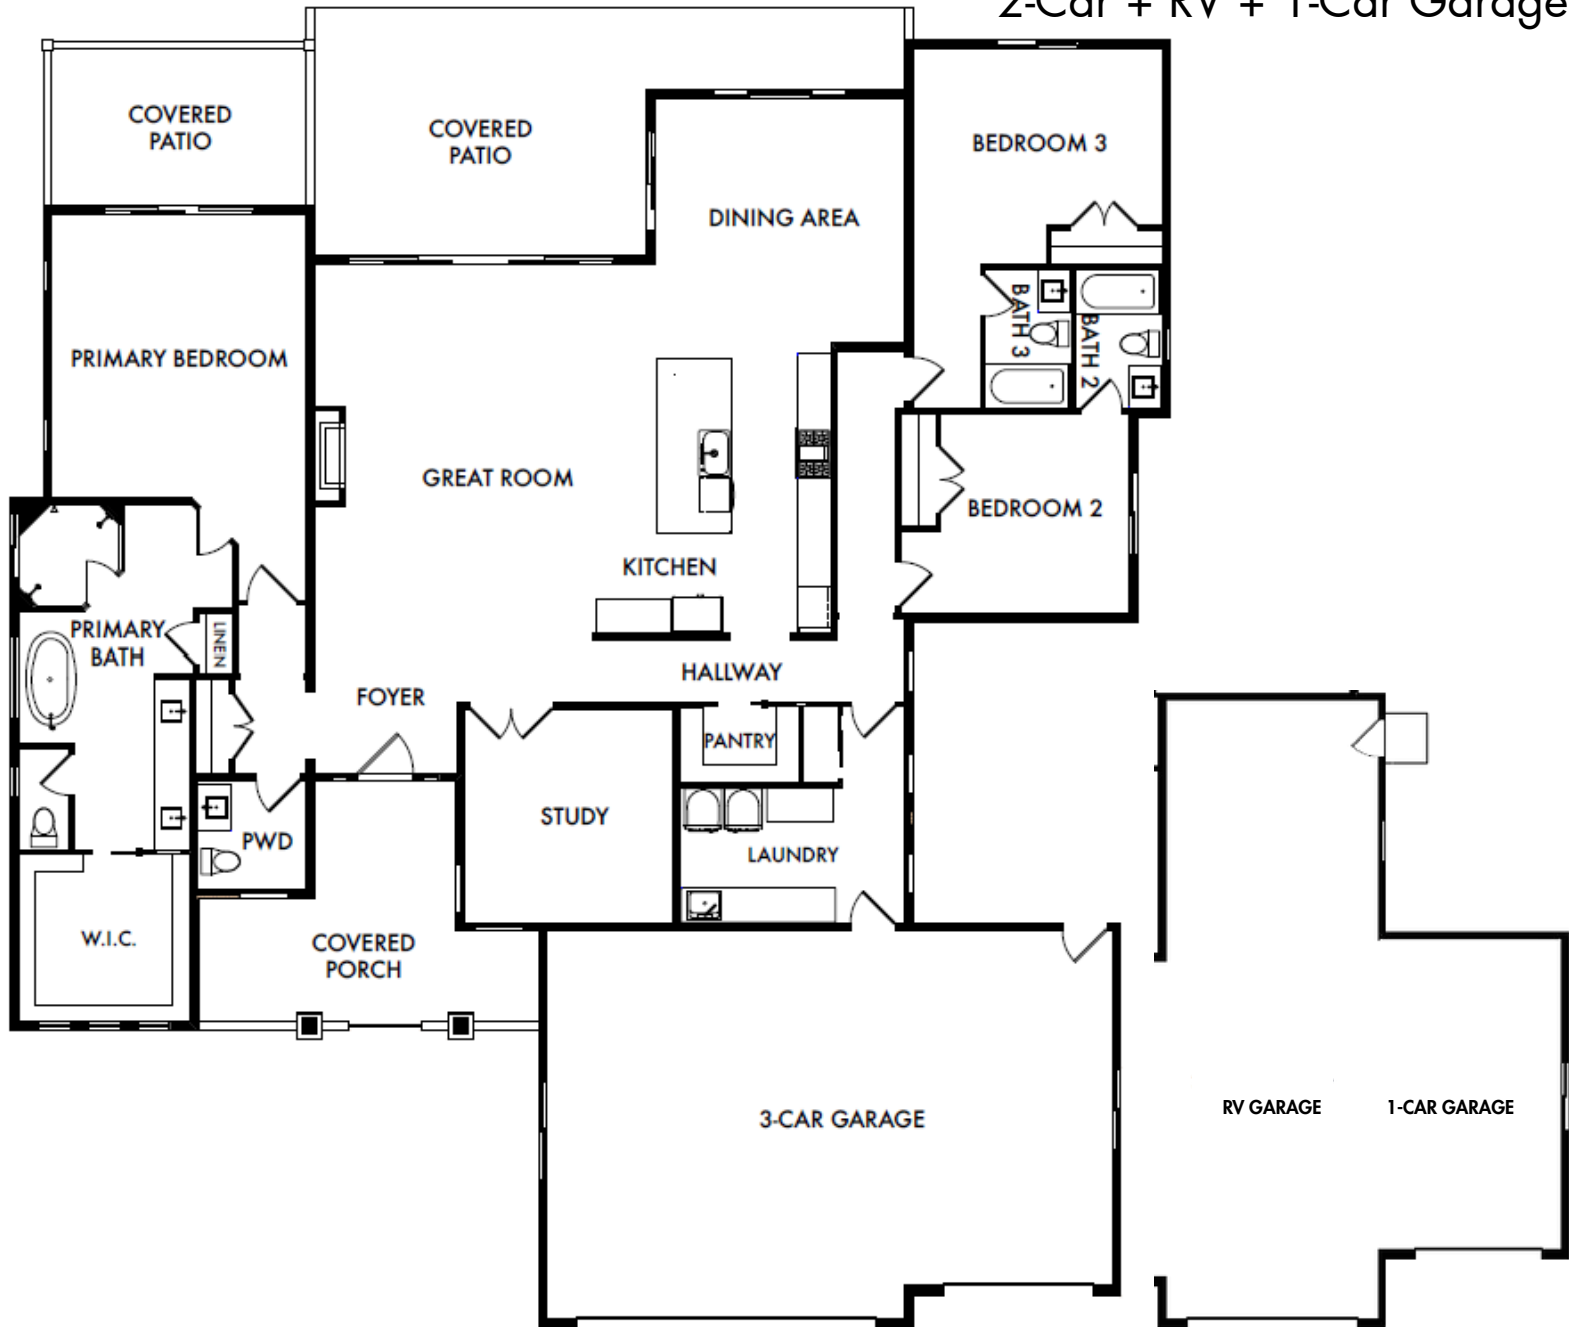 2-Car + RV + 1-Car Garage
COVERED
PATIO
COVERED
PATIO
BEDROOM 3
DINING AREA
PRIMARY BEDROOM
BATH 3
BATH 2
GREAT ROOM
BEDROOM 2
KITCHEN
PRIMARY
BATH
LINEN
HALLWAY
FOYER
PANTRY
STUDY
PWD
LAUNDRY
W.I.C.
COVERED
PORCH
3-CAR GARAGE
RV GARAGE
1-CAR GARAGE